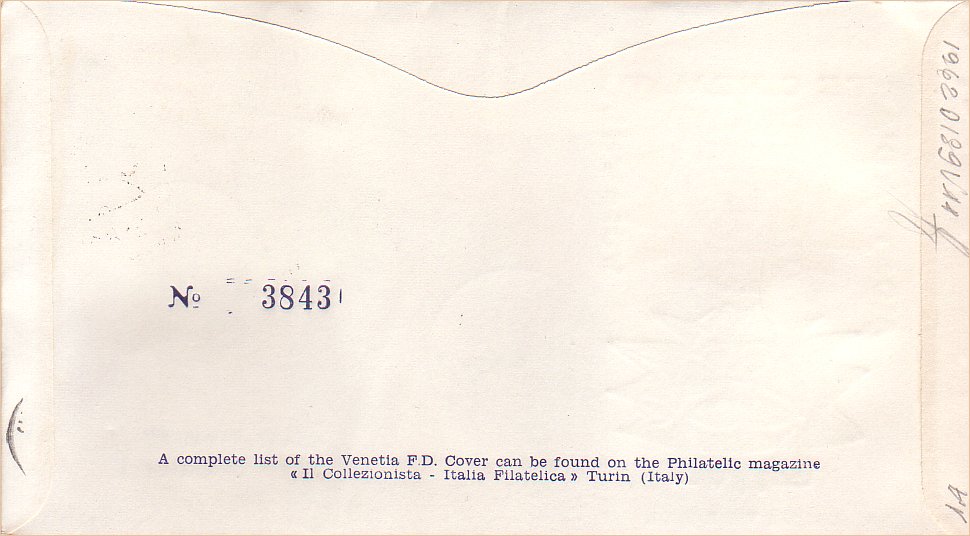 No 3843
A complete list of the Venetia F.D. Cover can be found on the Philatelic magazine
« Il Collezionista - Italia Filatelica » Turin (Italy)